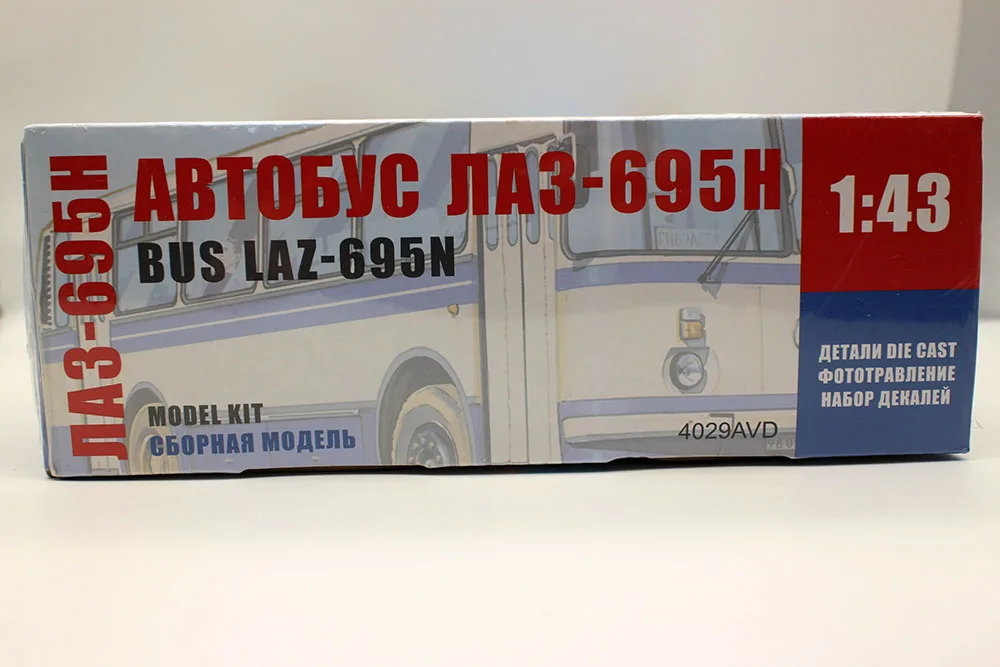 ЛАЗ-695Н
АВТОБУС ЛАЗ-695Н
BUS LAZ-695N
MODEL KIT
СБОРНАЯ МОДЕЛЬ
4029AVD
1:43
ДЕТАЛИ DIE CAST
ФОТОТРАВЛЕНИЕ
НАБОР ДЕКАЛЕЙ